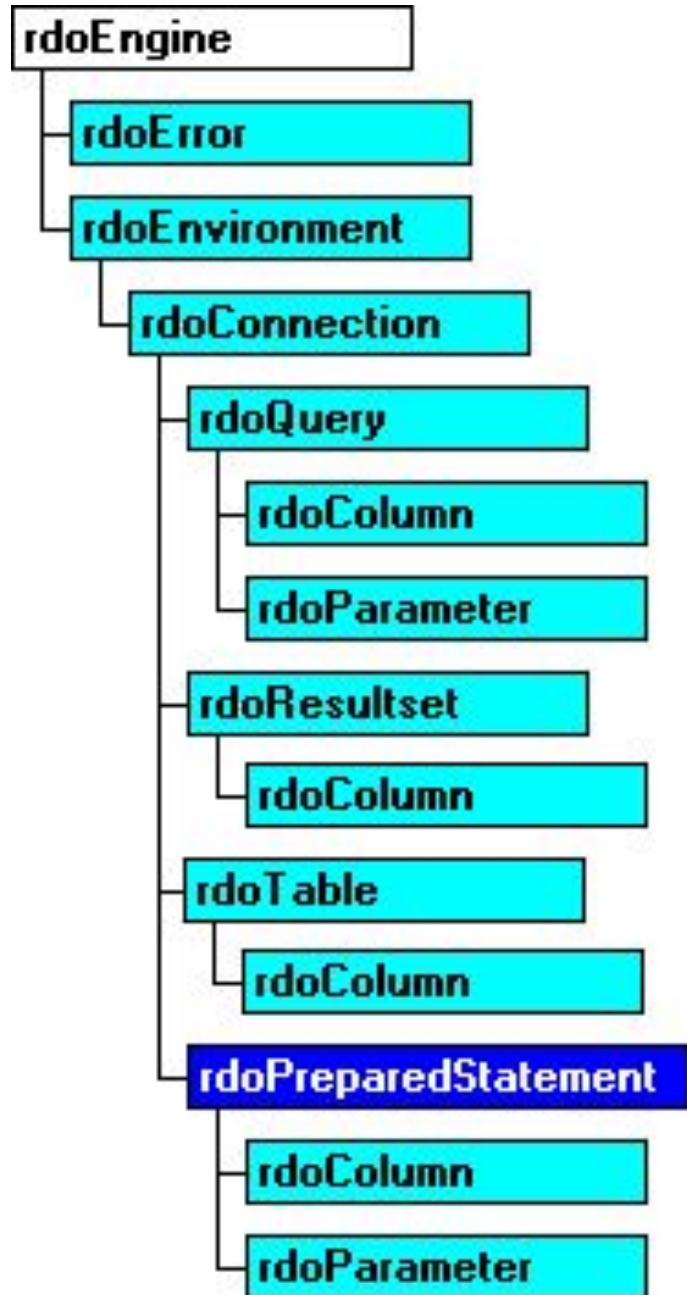 rdoEngine
rdoError
rdoEnvironment
rdoConnection
rdoQuery
rdoColumn
rdoParameter
rdoResultset
rdoColumn
rdoTable
rdoColumn
rdoPreparedStatement
rdoColumn
rdoParameter